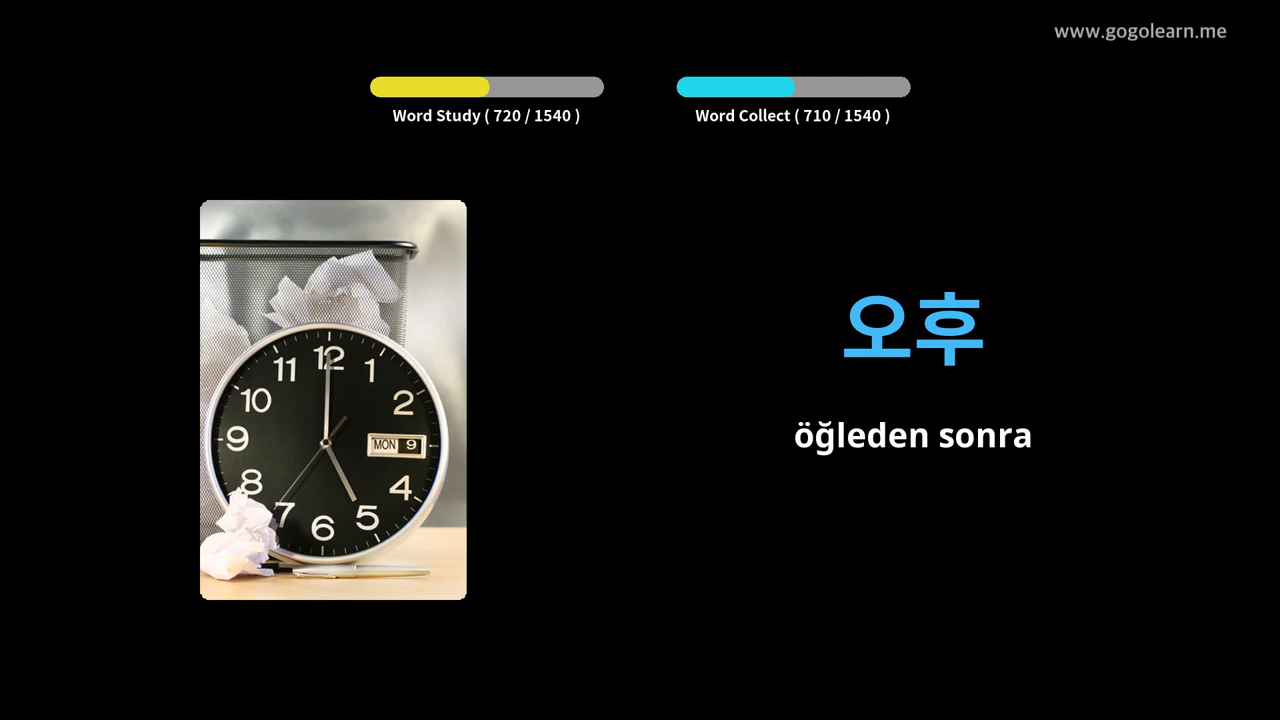 www.gogolearn.me
Word Study ( 720 / 1540 )
Word Collect ( 710 / 1540 )
12
1
2
3
4
5
6
7
8
9
10
11
MON 9
오후
öğleden sonra